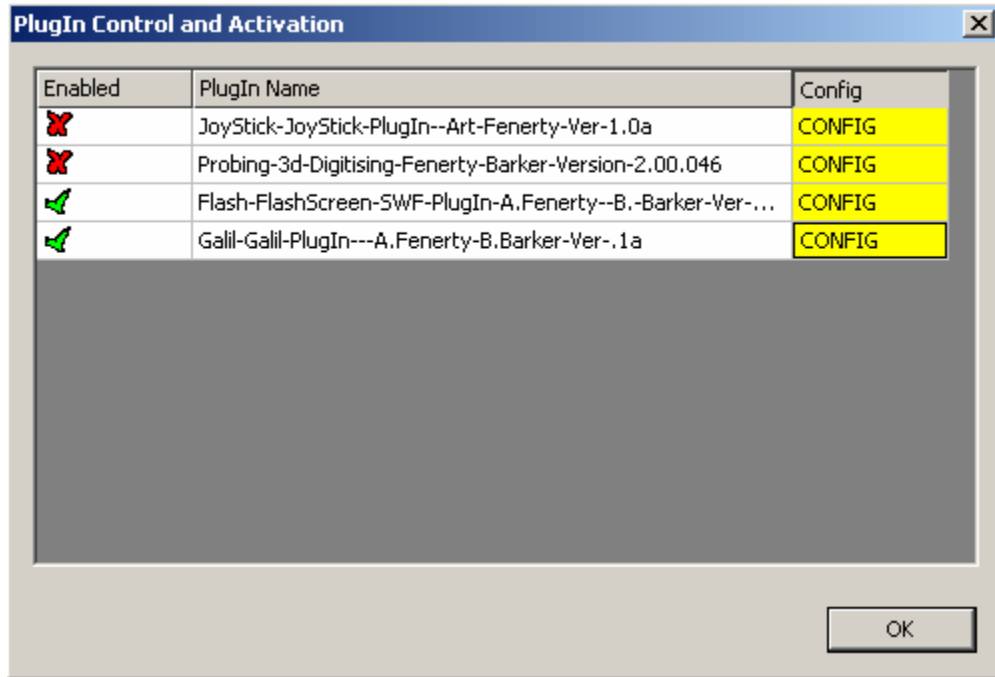 PlugIn Control and Activation
Enabled PlugIn Name Config
JoyStick-JoyStick-PlugIn--Art-Fenerty-Ver-1.0a CONFIG
Probing-3d-Digitising-Fenerty-Barker-Version-2.00.046 CONFIG
Flash-FlashScreen-SWF-PlugIn-A.Fenerty--B.-Barker-Ver-... CONFIG
Galil-Galil-PlugIn---A.Fenerty-B.Barker-Ver-.1a CONFIG
OK